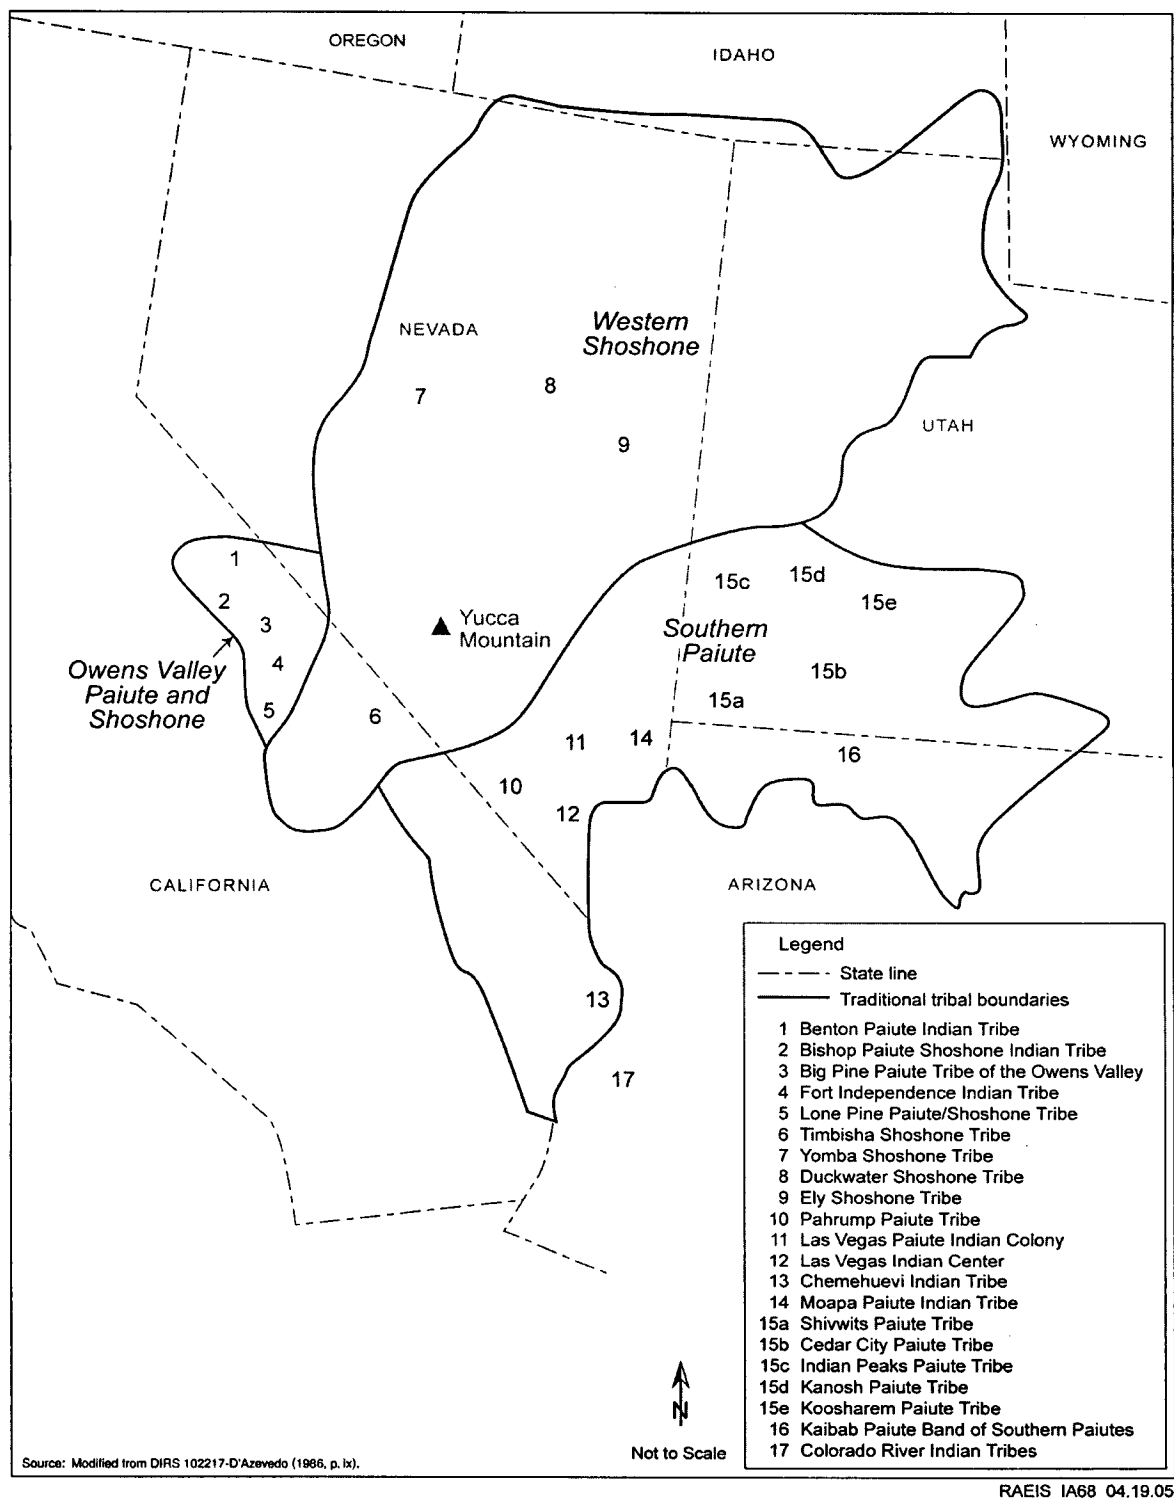 OREGON
IDAHO
WYOMING
NEVADA
Western
Shoshone
7
8
9
UTAH
1
2
3
4
5
6
Yucca
Mountain
Owens Valley
Paiute and
Shoshone
15c
15d
15e
Southern
Paiute
15b
15a
11
14
16
10
12
CALIFORNIA
ARIZONA
13
17
Legend
State line
Traditional tribal boundaries
1 Benton Paiute Indian Tribe
2 Bishop Paiute Shoshone Indian Tribe
3 Big Pine Paiute Tribe of the Owens Valley
4 Fort Independence Indian Tribe
5 Lone Pine Paiute/Shoshone Tribe
6 Timbisha Shoshone Tribe
7 Yomba Shoshone Tribe
8 Duckwater Shoshone Tribe
9 Ely Shoshone Tribe
10 Pahrump Paiute Tribe
11 Las Vegas Paiute Indian Colony
12 Las Vegas Indian Center
13 Chemehuevi Indian Tribe
14 Moapa Paiute Indian Tribe
15a Shivwits Paiute Tribe
15b Cedar City Paiute Tribe
15c Indian Peaks Paiute Tribe
15d Kanosh Paiute Tribe
15e Koosharem Paiute Tribe
16 Kaibab Paiute Band of Southern Paiutes
17 Colorado River Indian Tribes
N
Not to Scale
Source: Modified from DIRS 102217-D'Azevedo (1986, p. ix).
RAEIS IA68 04.19.05